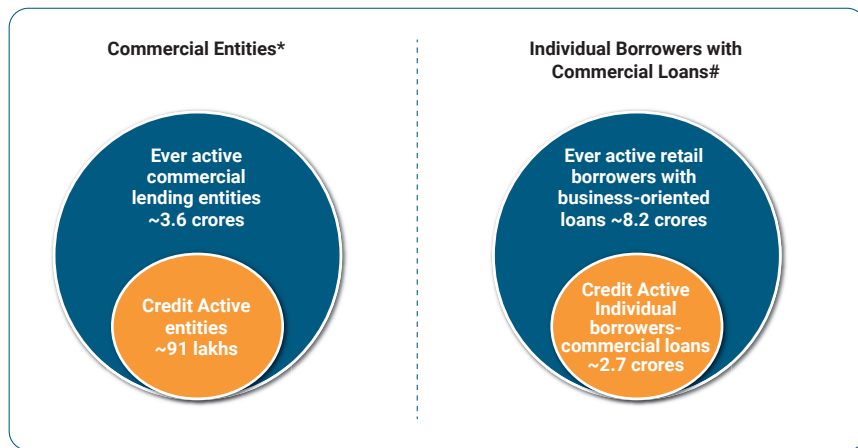 Commercial Entities*
Ever active
commercial
lending entities
~3.6 crores
Credit Active
entities
~91 lakhs
Individual Borrowers with
Commercial Loans#
Ever active retail
borrowers with
business-oriented
loans ~8.2 crores
Credit Active
Individual
borrowers-
commercial loans
~2.7 crores